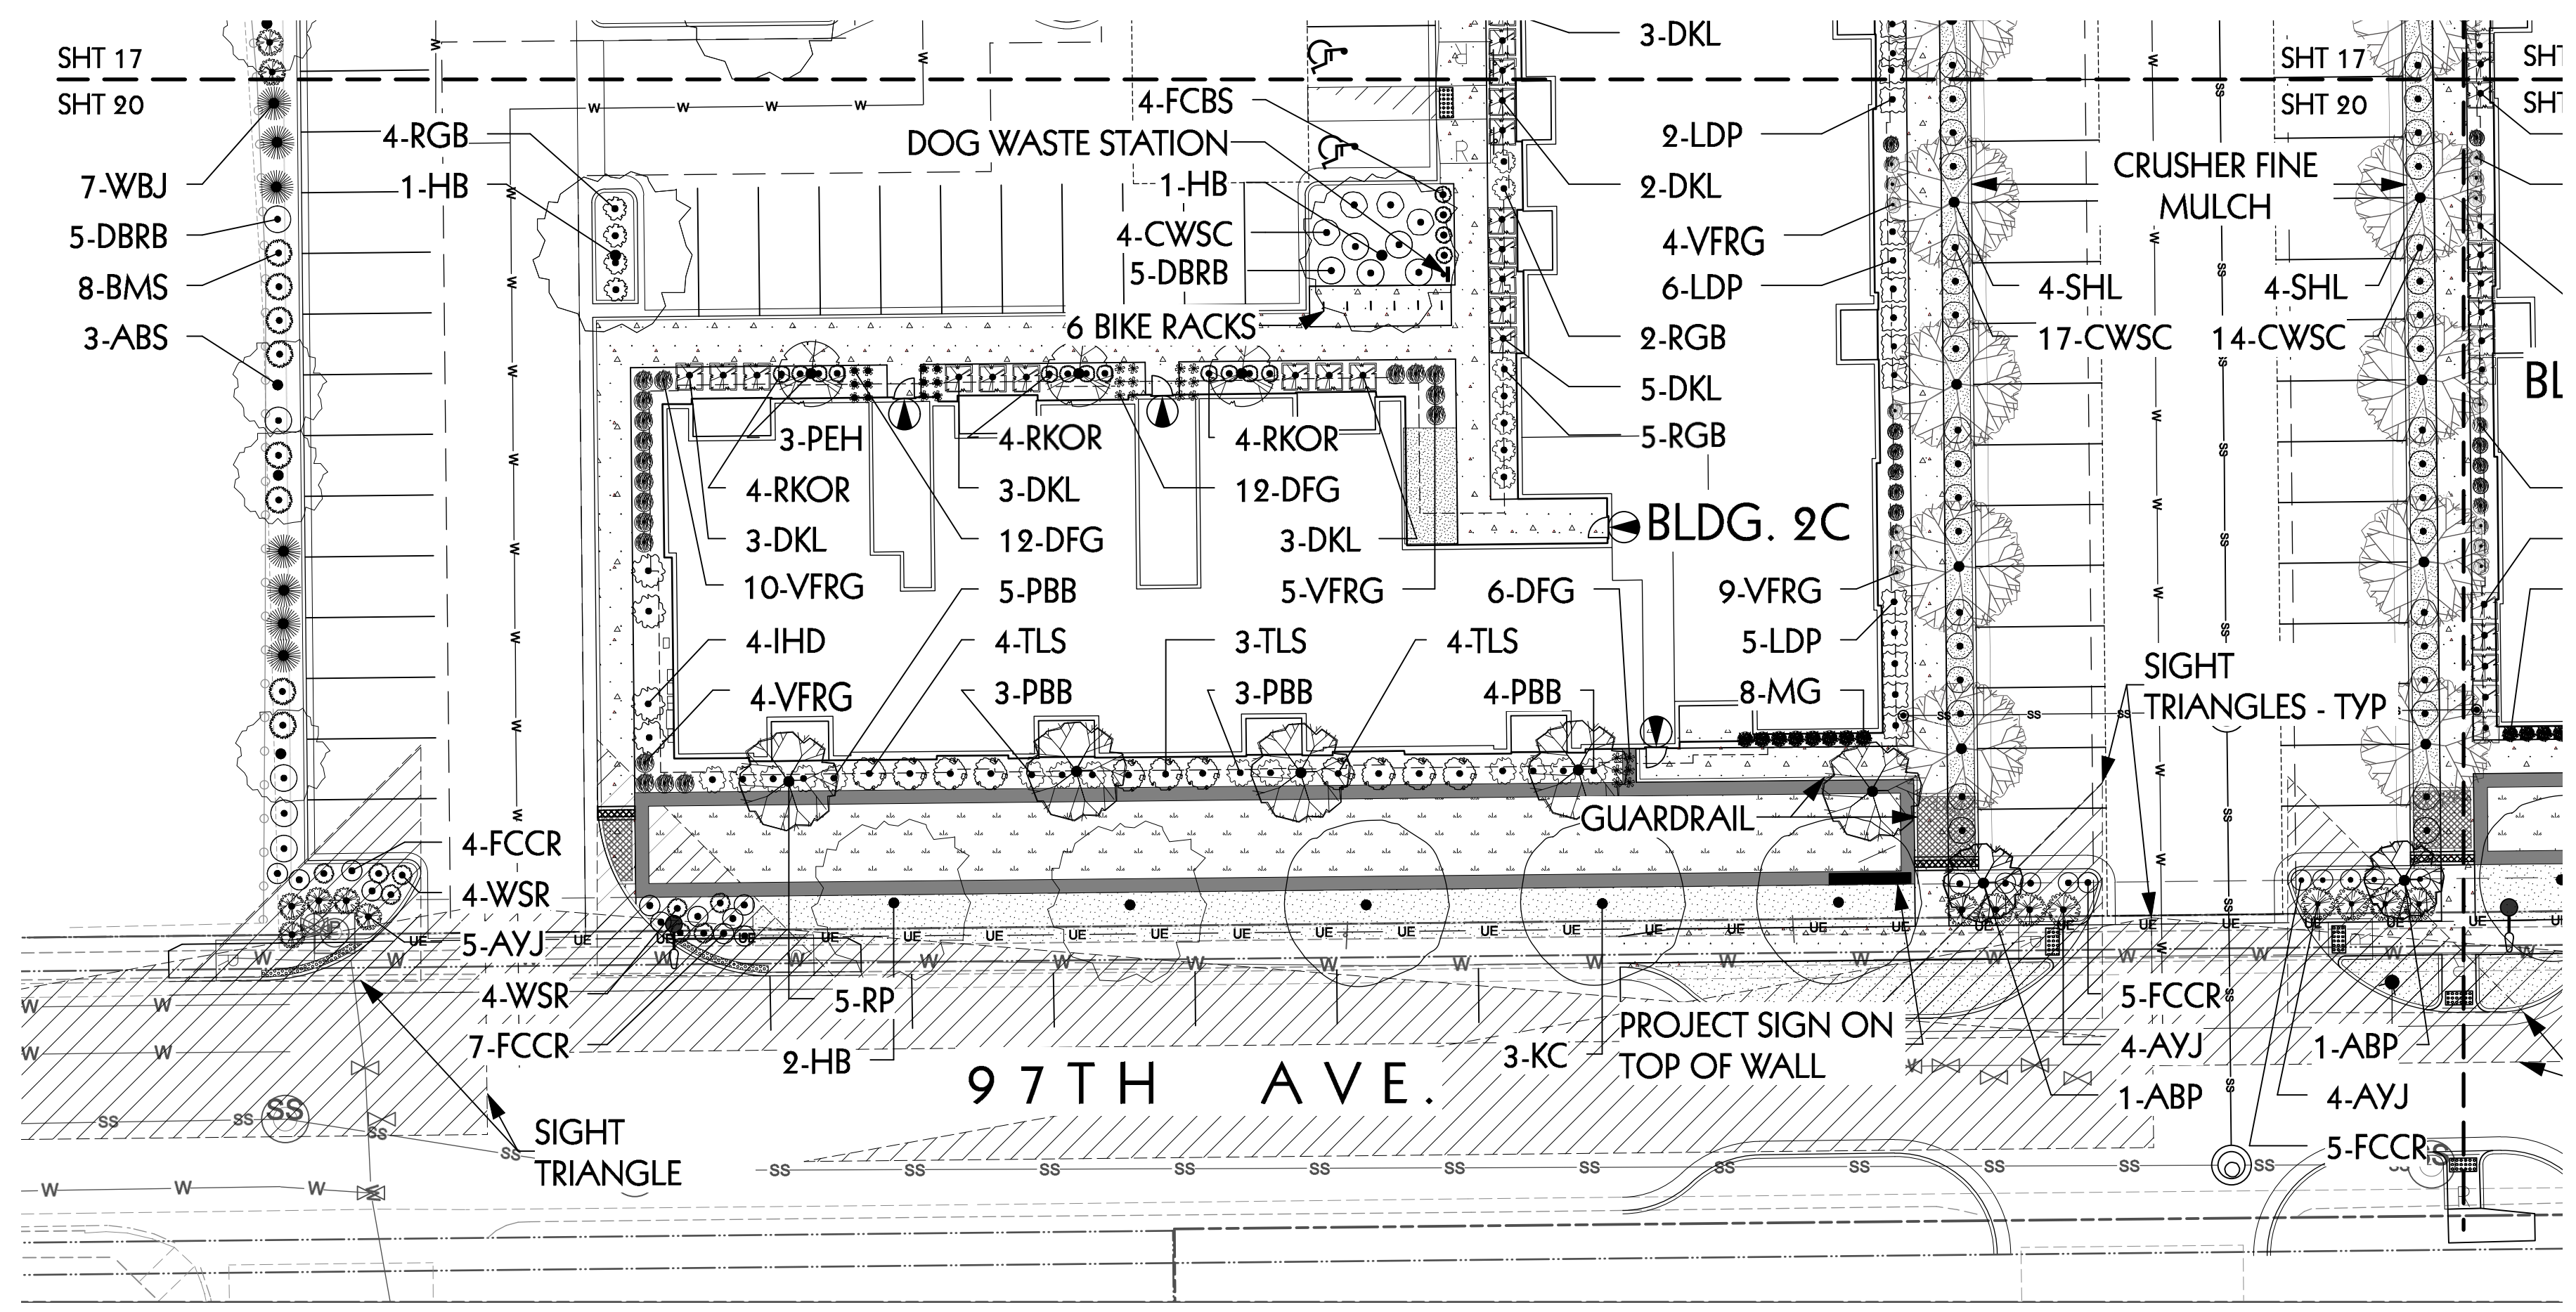 SHT 17
SHT 20
7-WBJ
5-DBRB
8-BMS
3-ABS
4-RGB
1-HB
4-FCBS
DOG WASTE STATION
1-HB
4-CWSC
5-DBRB
6 BIKE RACKS
3-DKL
2-DKL
2-RGB
5-DKL
5-RGB
2-LDP
4-VFRG
6-LDP
SHT 17
SHT 20
SHT
SHT
CRUSHER FINE
MULCH
4-SHL
4-SHL
17-CWSC
14-CWSC
3-PEH
4-RKOR
3-DKL
10-VFRG
4-RKOR
3-DKL
12-DFG
4-RKOR
12-DFG
3-DKL
5-VFRG
BLDG. 2C
BL
5-PBB
4-IHD
4-VFRG
4-TLS
3-PBB
3-TLS
3-PBB
4-TLS
4-PBB
6-DFG
9-VFRG
5-LDP
8-MG
SIGHT
TRIANGLES - TYP
GUARDRAIL
4-FCCR
4-WSR
5-AYJ
4-WSR
7-FCCR
5-RP
2-HB
3-KC
PROJECT SIGN ON
TOP OF WALL
5-FCCR
4-AYJ
1-ABP
1-ABP
4-AYJ
5-FCCR
97TH AVE.
SIGHT
TRIANGLE